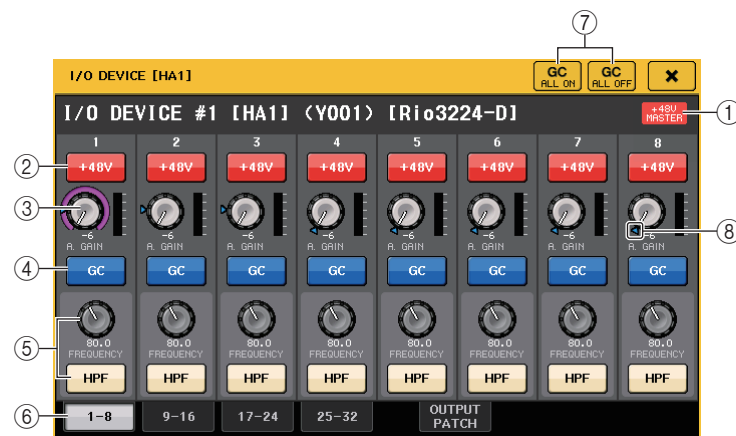 7
I/O DEVICE [HA1]
GC ALL ON
GC ALL OFF
×
I/O DEVICE #1 [HA1] (Y001) [Rio3224-D]
+48V MASTER
1
1 2 3 4 5 6 7 8
2
+48V +48V +48V +48V +48V +48V +48V +48V
3
-6 -6 -6 -6 -6 -6 -6 -6
8
A. GAIN A. GAIN A. GAIN A. GAIN A. GAIN A. GAIN A. GAIN A. GAIN
4
GC GC GC GC GC GC GC GC
5
80.0 80.0 80.0 80.0 80.0 80.0 80.0 80.0
FREQUENCY FREQUENCY FREQUENCY FREQUENCY FREQUENCY FREQUENCY FREQUENCY FREQUENCY
HPF HPF HPF HPF HPF HPF HPF HPF
6
1-8 9-16 17-24 25-32 OUTPUT PATCH